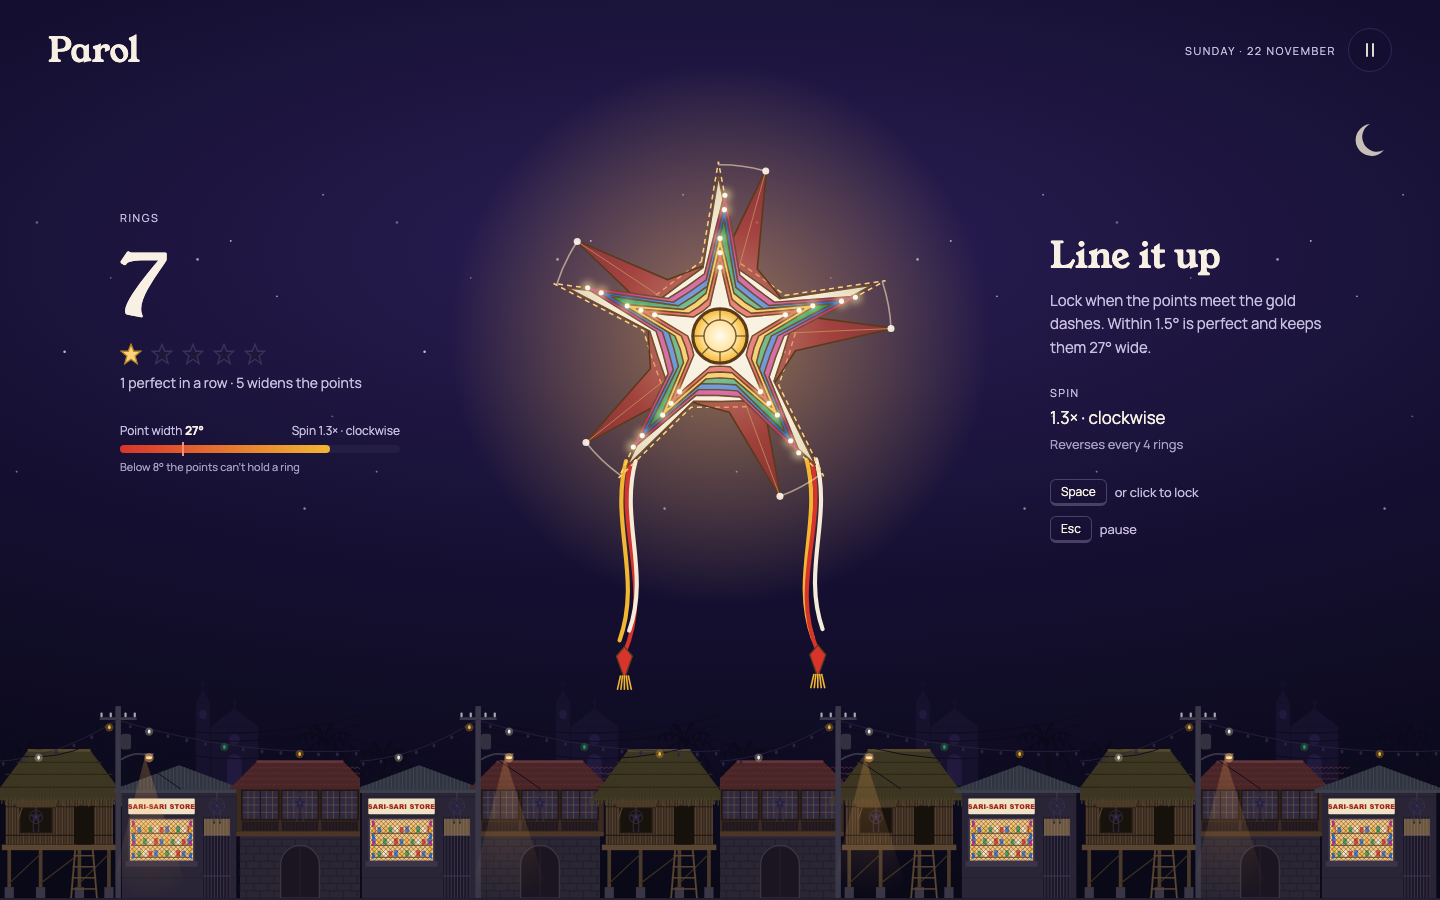 Parol
SUNDAY · 22 NOVEMBER
RINGS
7
1 perfect in a row · 5 widens the points
Point width 27°
Spin 1.3× · clockwise
Below 8° the points can't hold a ring
Line it up
Lock when the points meet the gold
dashes. Within 1.5° is perfect and keeps
them 27° wide.
SPIN
1.3× · clockwise
Reverses every 4 rings
Space or click to lock
Esc pause
SARI-SARI STORE
SARI-SARI STORE
SARI-SARI STORE
SARI-SARI STORE